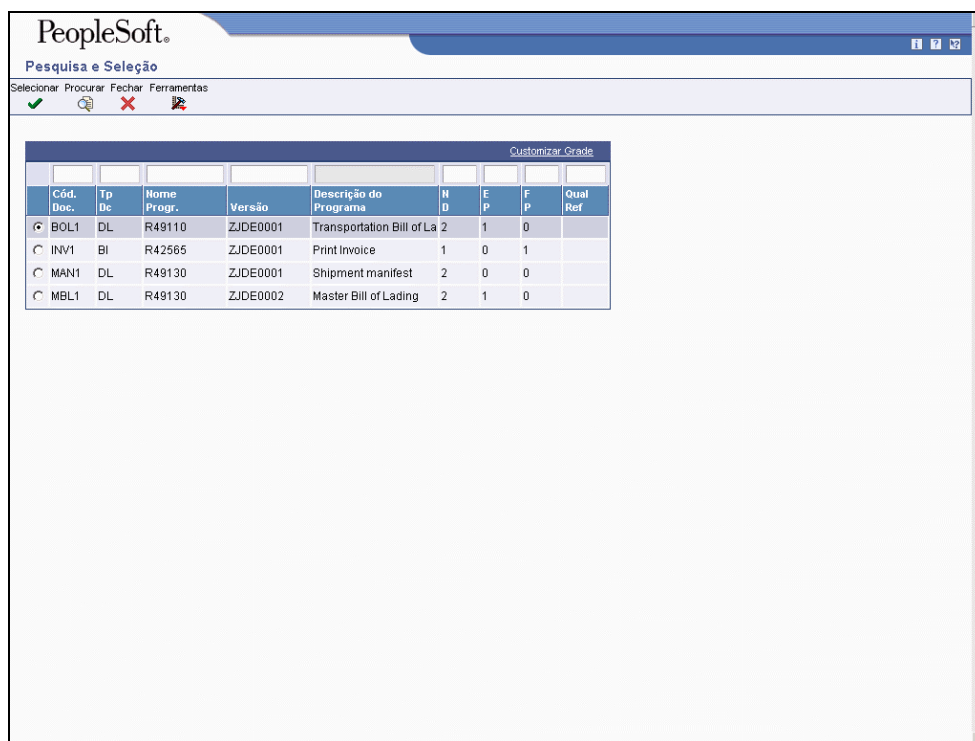 PeopleSoft.
Pesquisa e Seleção
Selecionar Procurar Fechar Ferramentas
Customizar Grade
Cód. Doc. Tp Dc Nome Progr. Versão Descrição do Programa N D E P F P Qual Ref
BOL1 DL R49110 ZJDE0001 Transportation Bill of La 2 1 0
INV1 BI R42565 ZJDE0001 Print Invoice 1 0 1
MAN1 DL R49130 ZJDE0001 Shipment manifest 2 0 0
MBL1 DL R49130 ZJDE0002 Master Bill of Lading 2 1 0